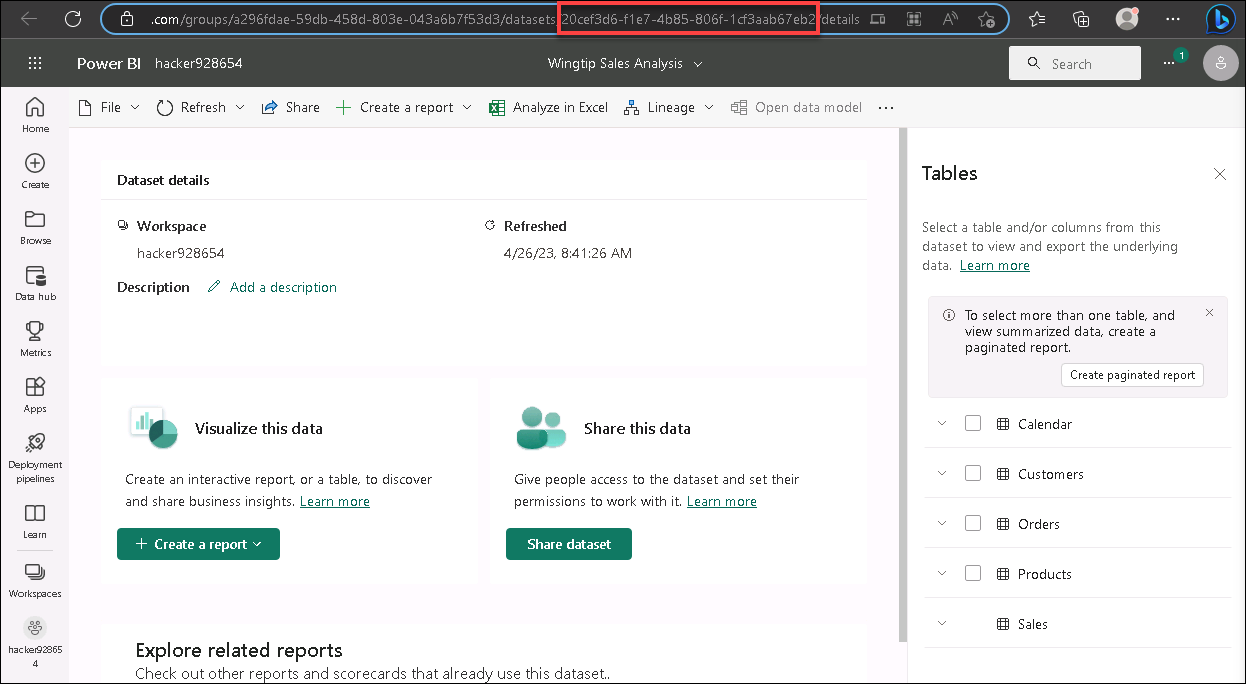 .com/groups/a296fdae-59db-458d-803e-043a6b7f53d3/datasets/20cef3d6-f1e7-4b85-806f-1cf3aab67eb2/details
Power BI hacker928654 Wingtip Sales Analysis Search 1
File Refresh Share Create a report Analyze in Excel Lineage Open data model
Home
Create
Browse
Data hub
Metrics
Apps
Deployment
pipelines
Learn
Workspaces
hacker92865
4
Dataset details
Workspace
hacker928654
Refreshed
4/26/23, 8:41:26 AM
Description Add a description
Visualize this data
Create an interactive report, or a table, to discover
and share business insights. Learn more
Create a report
Share this data
Give people access to the dataset and set their
permissions to work with it. Learn more
Share dataset
Explore related reports
Check out other reports and scorecards that already use this dataset..
Tables
Select a table and/or columns from this
dataset to view and export the underlying
data. Learn more
To select more than one table, and
view summarized data, create a
paginated report.
Create paginated report
Calendar
Customers
Orders
Products
Sales